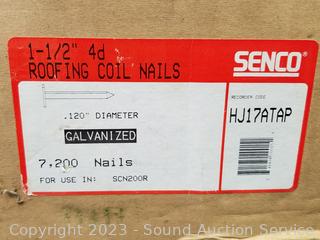 1-1/2" 4d
ROOFING COIL NAILS
SENCO
.120" DIAMETER
GALVANIZED
7,200 Nails
FOR USE IN: SCN200R
REORDER CODE
HJ17ATAP
Copyright © 2023 - Sound Auction Service